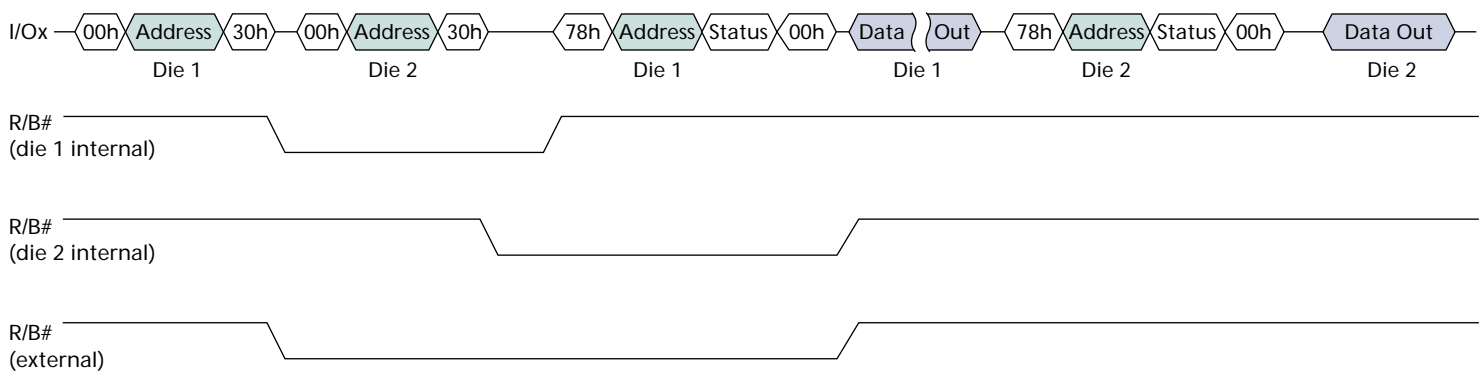 I/Ox 00h Address 30h 00h Address 30h 78h Address Status 00h Data Out 78h Address Status 00h Data Out
Die 1 Die 2 Die 1 Die 1 Die 2 Die 2
R/B#
(die 1 internal)
R/B#
(die 2 internal)
R/B#
(external)